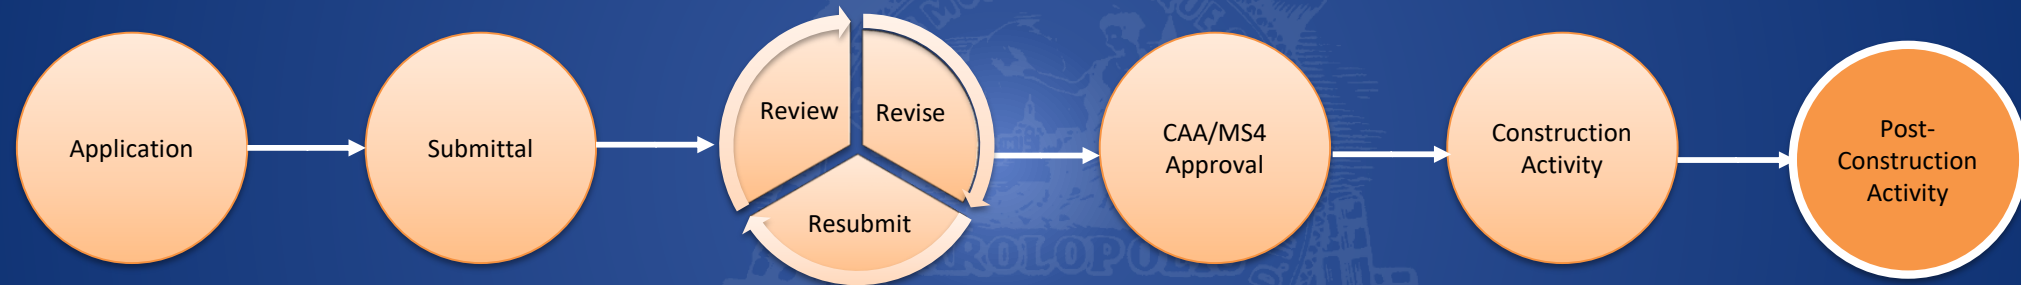 Application
Submittal
Review
Revise
Resubmit
CAA/MS4
Approval
Construction
Activity
Post-
Construction
Activity